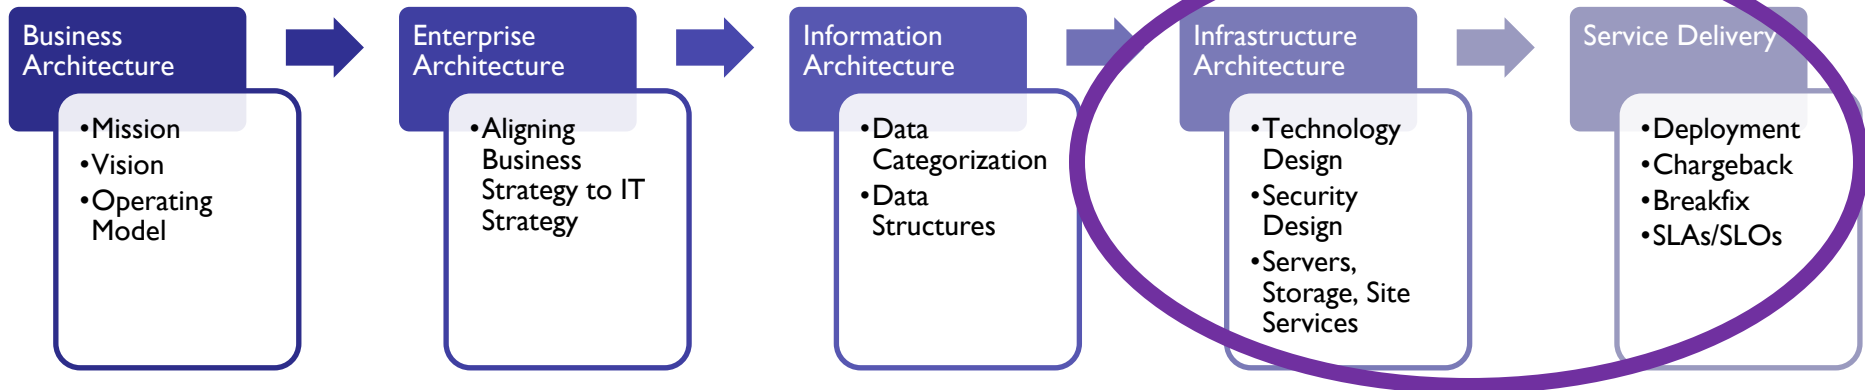 Business
Architecture
•Mission
•Vision
•Operating
Model
Enterprise
Architecture
•Aligning
Business
Strategy to IT
Strategy
Information
Architecture
•Data
Categorization
•Data
Structures
Infrastructure
Architecture
•Technology
Design
•Security
Design
•Servers,
Storage, Site
Services
Service Delivery
•Deployment
•Chargeback
•Breakfix
•SLAs/SLOs